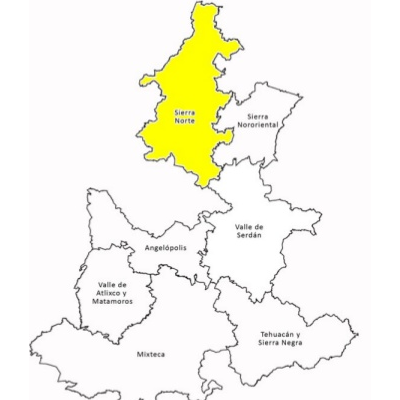 Sierra
Norte
Sierra
Nororiental
Valle de
Serdán
Angelópolis
Valle de
Atlixco y
Matamoros
Tehuacán y
Sierra Negra
Mixteca